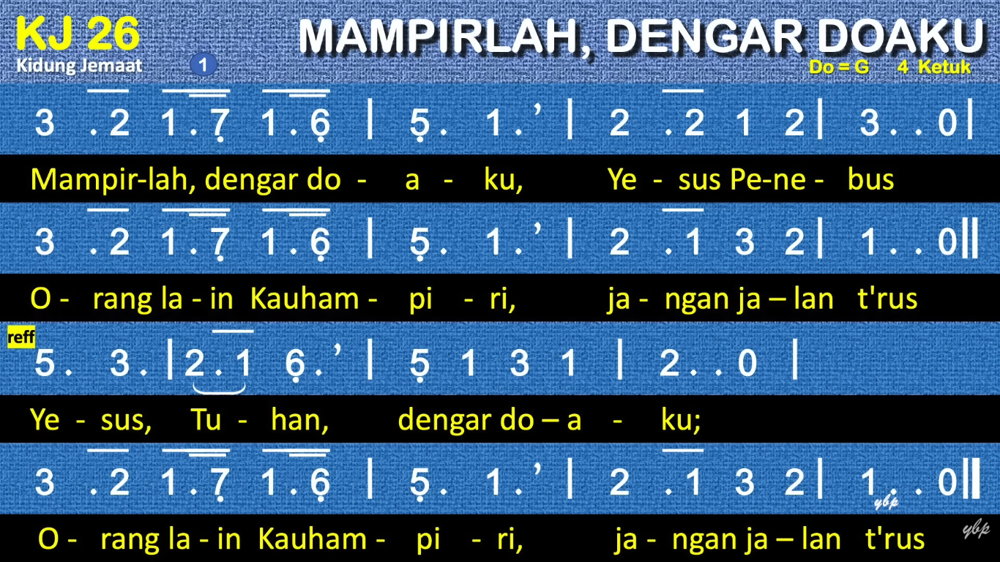 KJ 26 MAMPIRLAH, DENGAR DOAKU
Kidung Jemaat 1 Do = G 4 Ketuk
3 .2 1.7̣ 1.6̣ | 5̣. 1.’ | 2 .2 1 2 | 3. . 0 |
Mampir-lah, dengar do - a - ku, Ye - sus Pe-ne - bus
3 .2 1.7̣ 1.6̣ | 5̣. 1.’ | 2 .1 3 2 | 1. . 0 ||
O - rang la - in Kauham - pi - ri, ja - ngan ja – lan t'rus
reff
5. 3. | 2.1 6̣.’ | 5̣ 1 3 1 | 2. . 0 |
Ye - sus, Tu - han, dengar do – a - ku;
3 .2 1.7̣ 1.6̣ | 5̣. 1.’ | 2 .1 3 2 | 1. . 0 ||
ybp
O - rang la - in Kauham - pi - ri, ja - ngan ja – lan t'rus
ybp